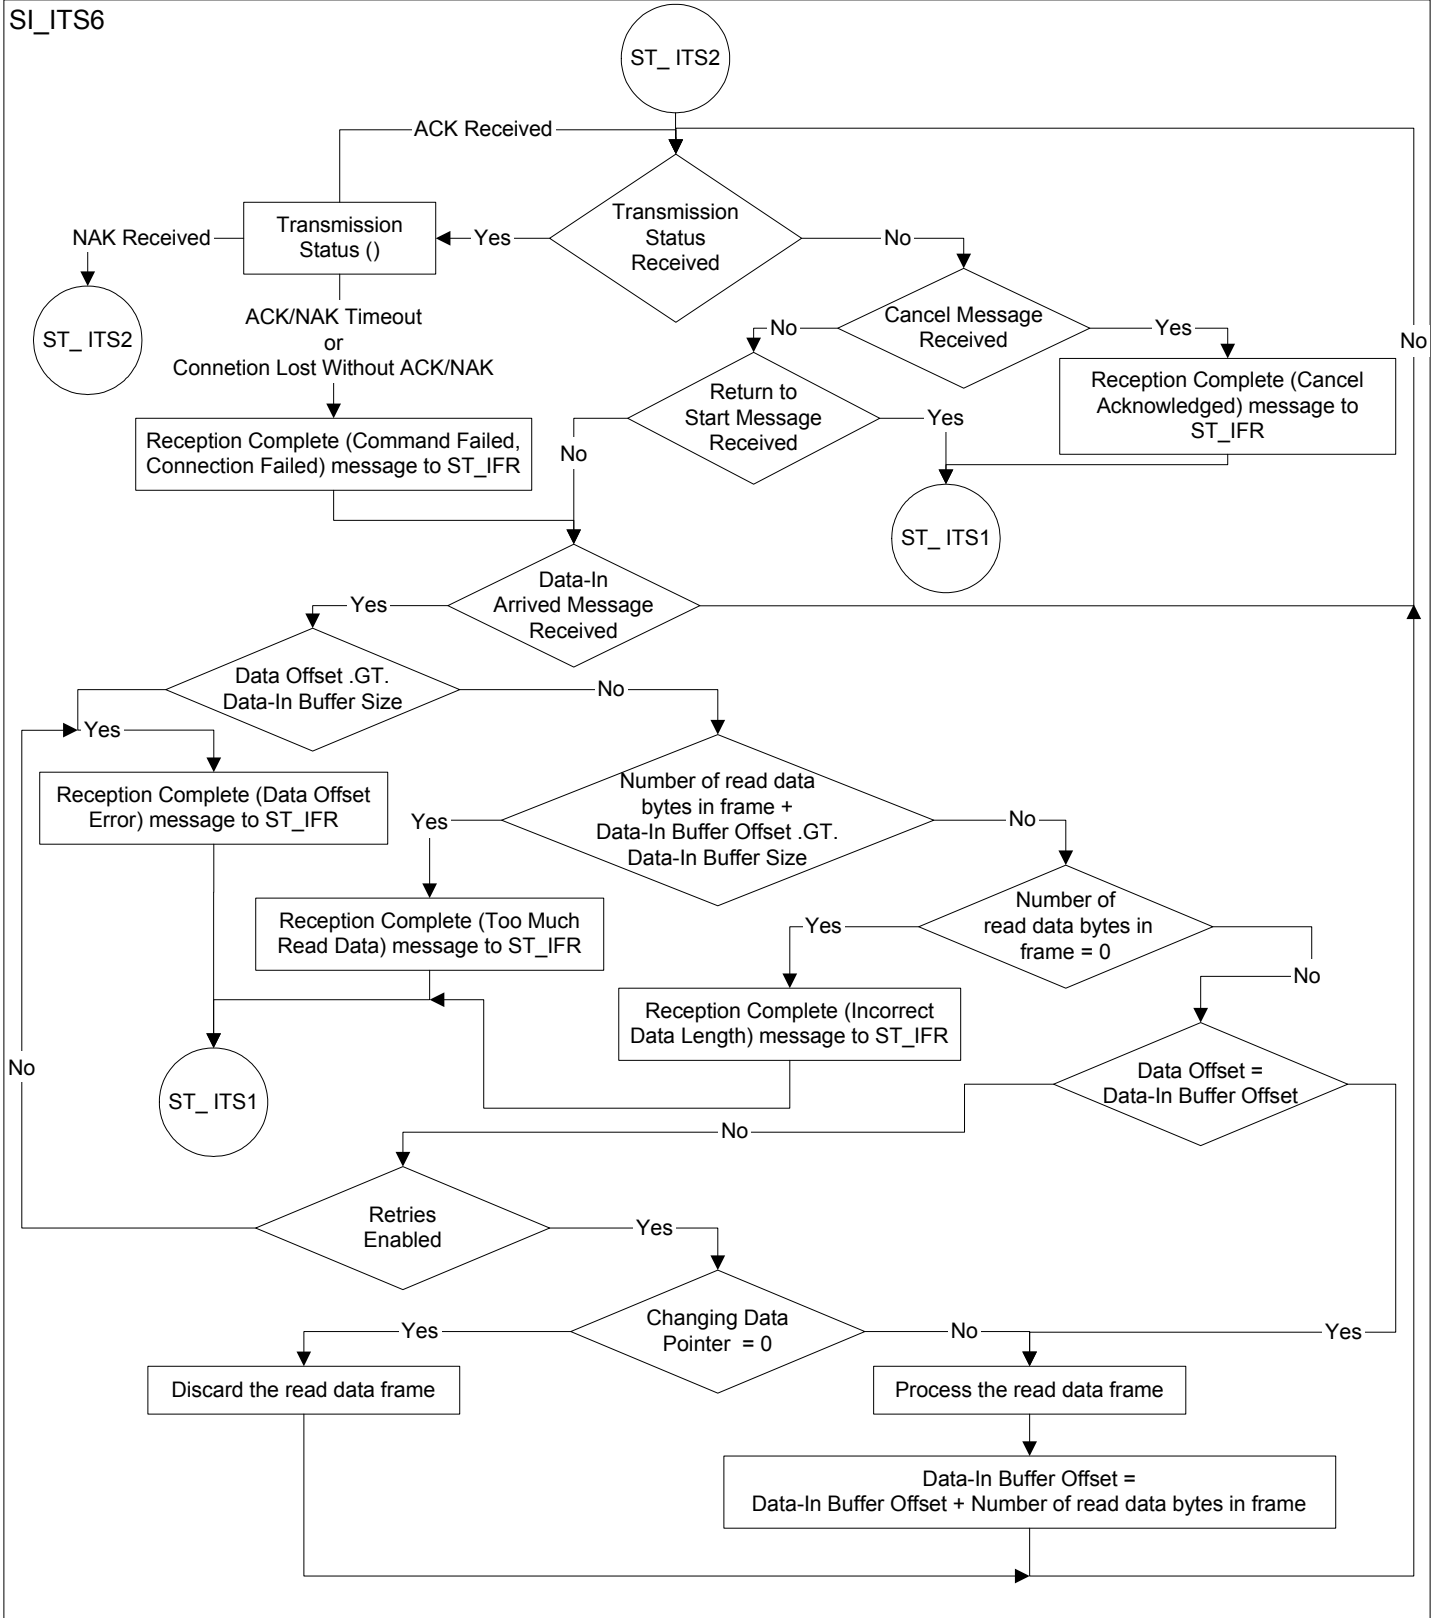 SI_ITS6
ST_ ITS2
ACK Received
Transmission
Status
Received
Transmission
Status ()
NAK Received
Yes
No
ST_ ITS2
ACK/NAK Timeout
or
Connetion Lost Without ACK/NAK
Cancel Message
Received
No
Yes
No
Reception Complete (Cancel
Acknowledged) message to
ST_IFR
Return to
Start Message
Received
Yes
No
Reception Complete (Command Failed,
Connection Failed) message to ST_IFR
ST_ ITS1
Data-In
Arrived Message
Received
Yes
Data Offset .GT.
Data-In Buffer Size
No
Yes
Reception Complete (Data Offset
Error) message to ST_IFR
Number of read data
bytes in frame +
Data-In Buffer Offset .GT.
Data-In Buffer Size
Yes
No
Reception Complete (Too Much
Read Data) message to ST_IFR
Number of
read data bytes in
frame = 0
Yes
No
Reception Complete (Incorrect
Data Length) message to ST_IFR
No
ST_ ITS1
Data Offset =
Data-In Buffer Offset
No
Retries
Enabled
Yes
Changing Data
Pointer = 0
Yes
No
Yes
Discard the read data frame
Process the read data frame
Data-In Buffer Offset =
Data-In Buffer Offset + Number of read data bytes in frame